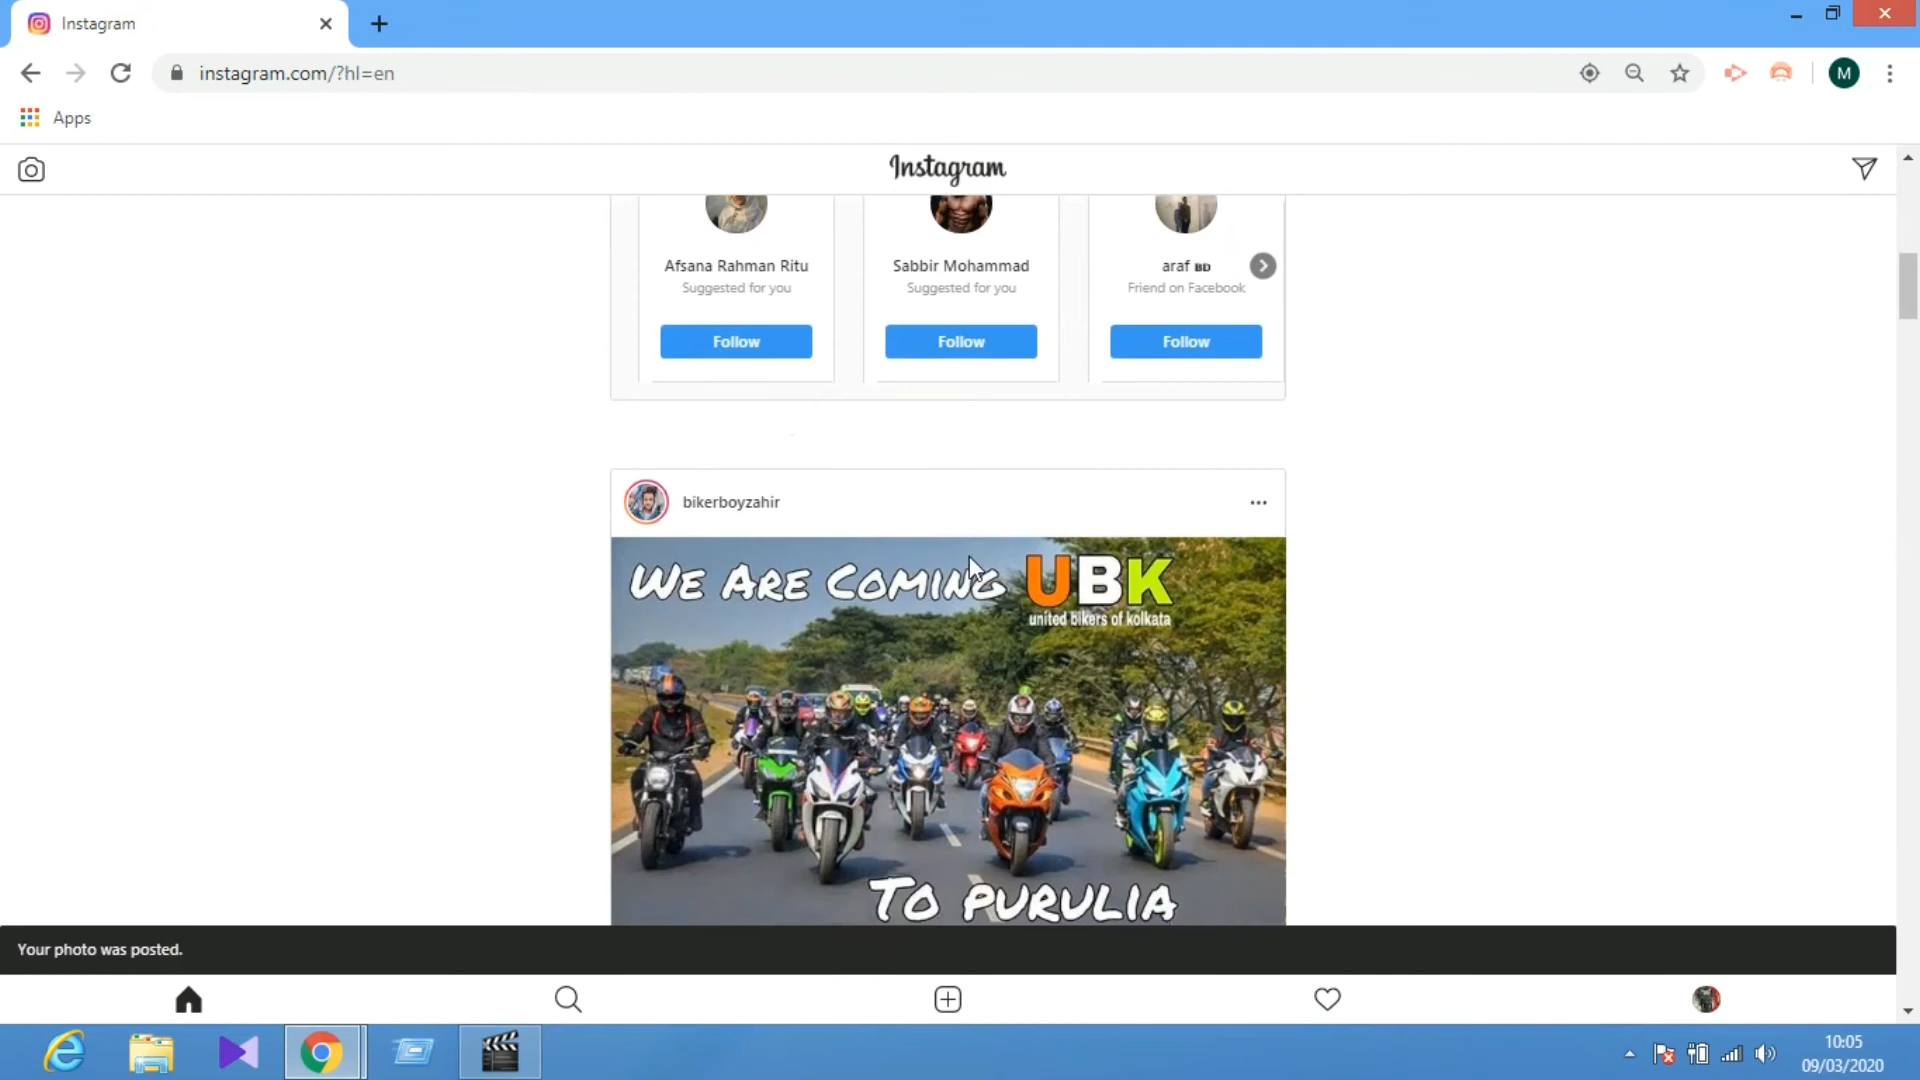 Instagram
instagram.com/?hl=en
M
Apps
Instagram
Afsana Rahman Ritu
Suggested for you
Follow
Sabbir Mohammad
Suggested for you
Follow
araf BD
Friend on Facebook
Follow
bikerboyzahir
WE ARE COMING UBK
united bikers of kolkata
TO PURULIA
Your photo was posted.
10:05
09/03/2020